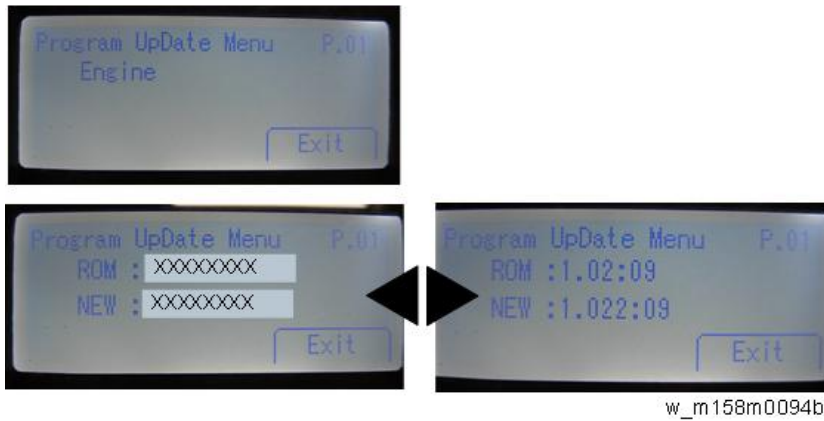 Program UpDate Menu P.01
Engine
Exit
Program UpDate Menu P.01
ROM : XXXXXXXX
NEW : XXXXXXXX
Exit
Program UpDate Menu P.01
ROM :1.02:09
NEW :1.022:09
Exit
w_m158m0094b